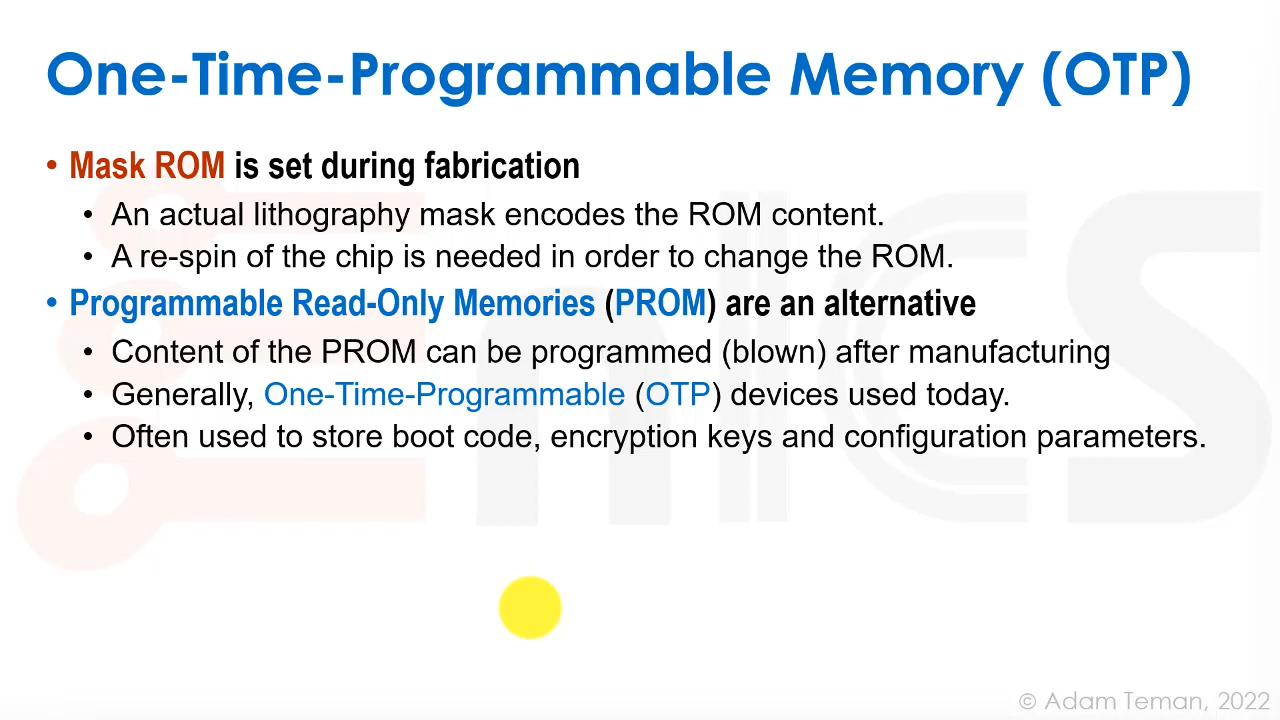 One-Time-Programmable Memory (OTP)
• Mask ROM is set during fabrication
• An actual lithography mask encodes the ROM content.
• A re-spin of the chip is needed in order to change the ROM.
• Programmable Read-Only Memories (PROM) are an alternative
• Content of the PROM can be programmed (blown) after manufacturing
• Generally, One-Time-Programmable (OTP) devices used today.
• Often used to store boot code, encryption keys and configuration parameters.
EnICS
© Adam Teman, 2022